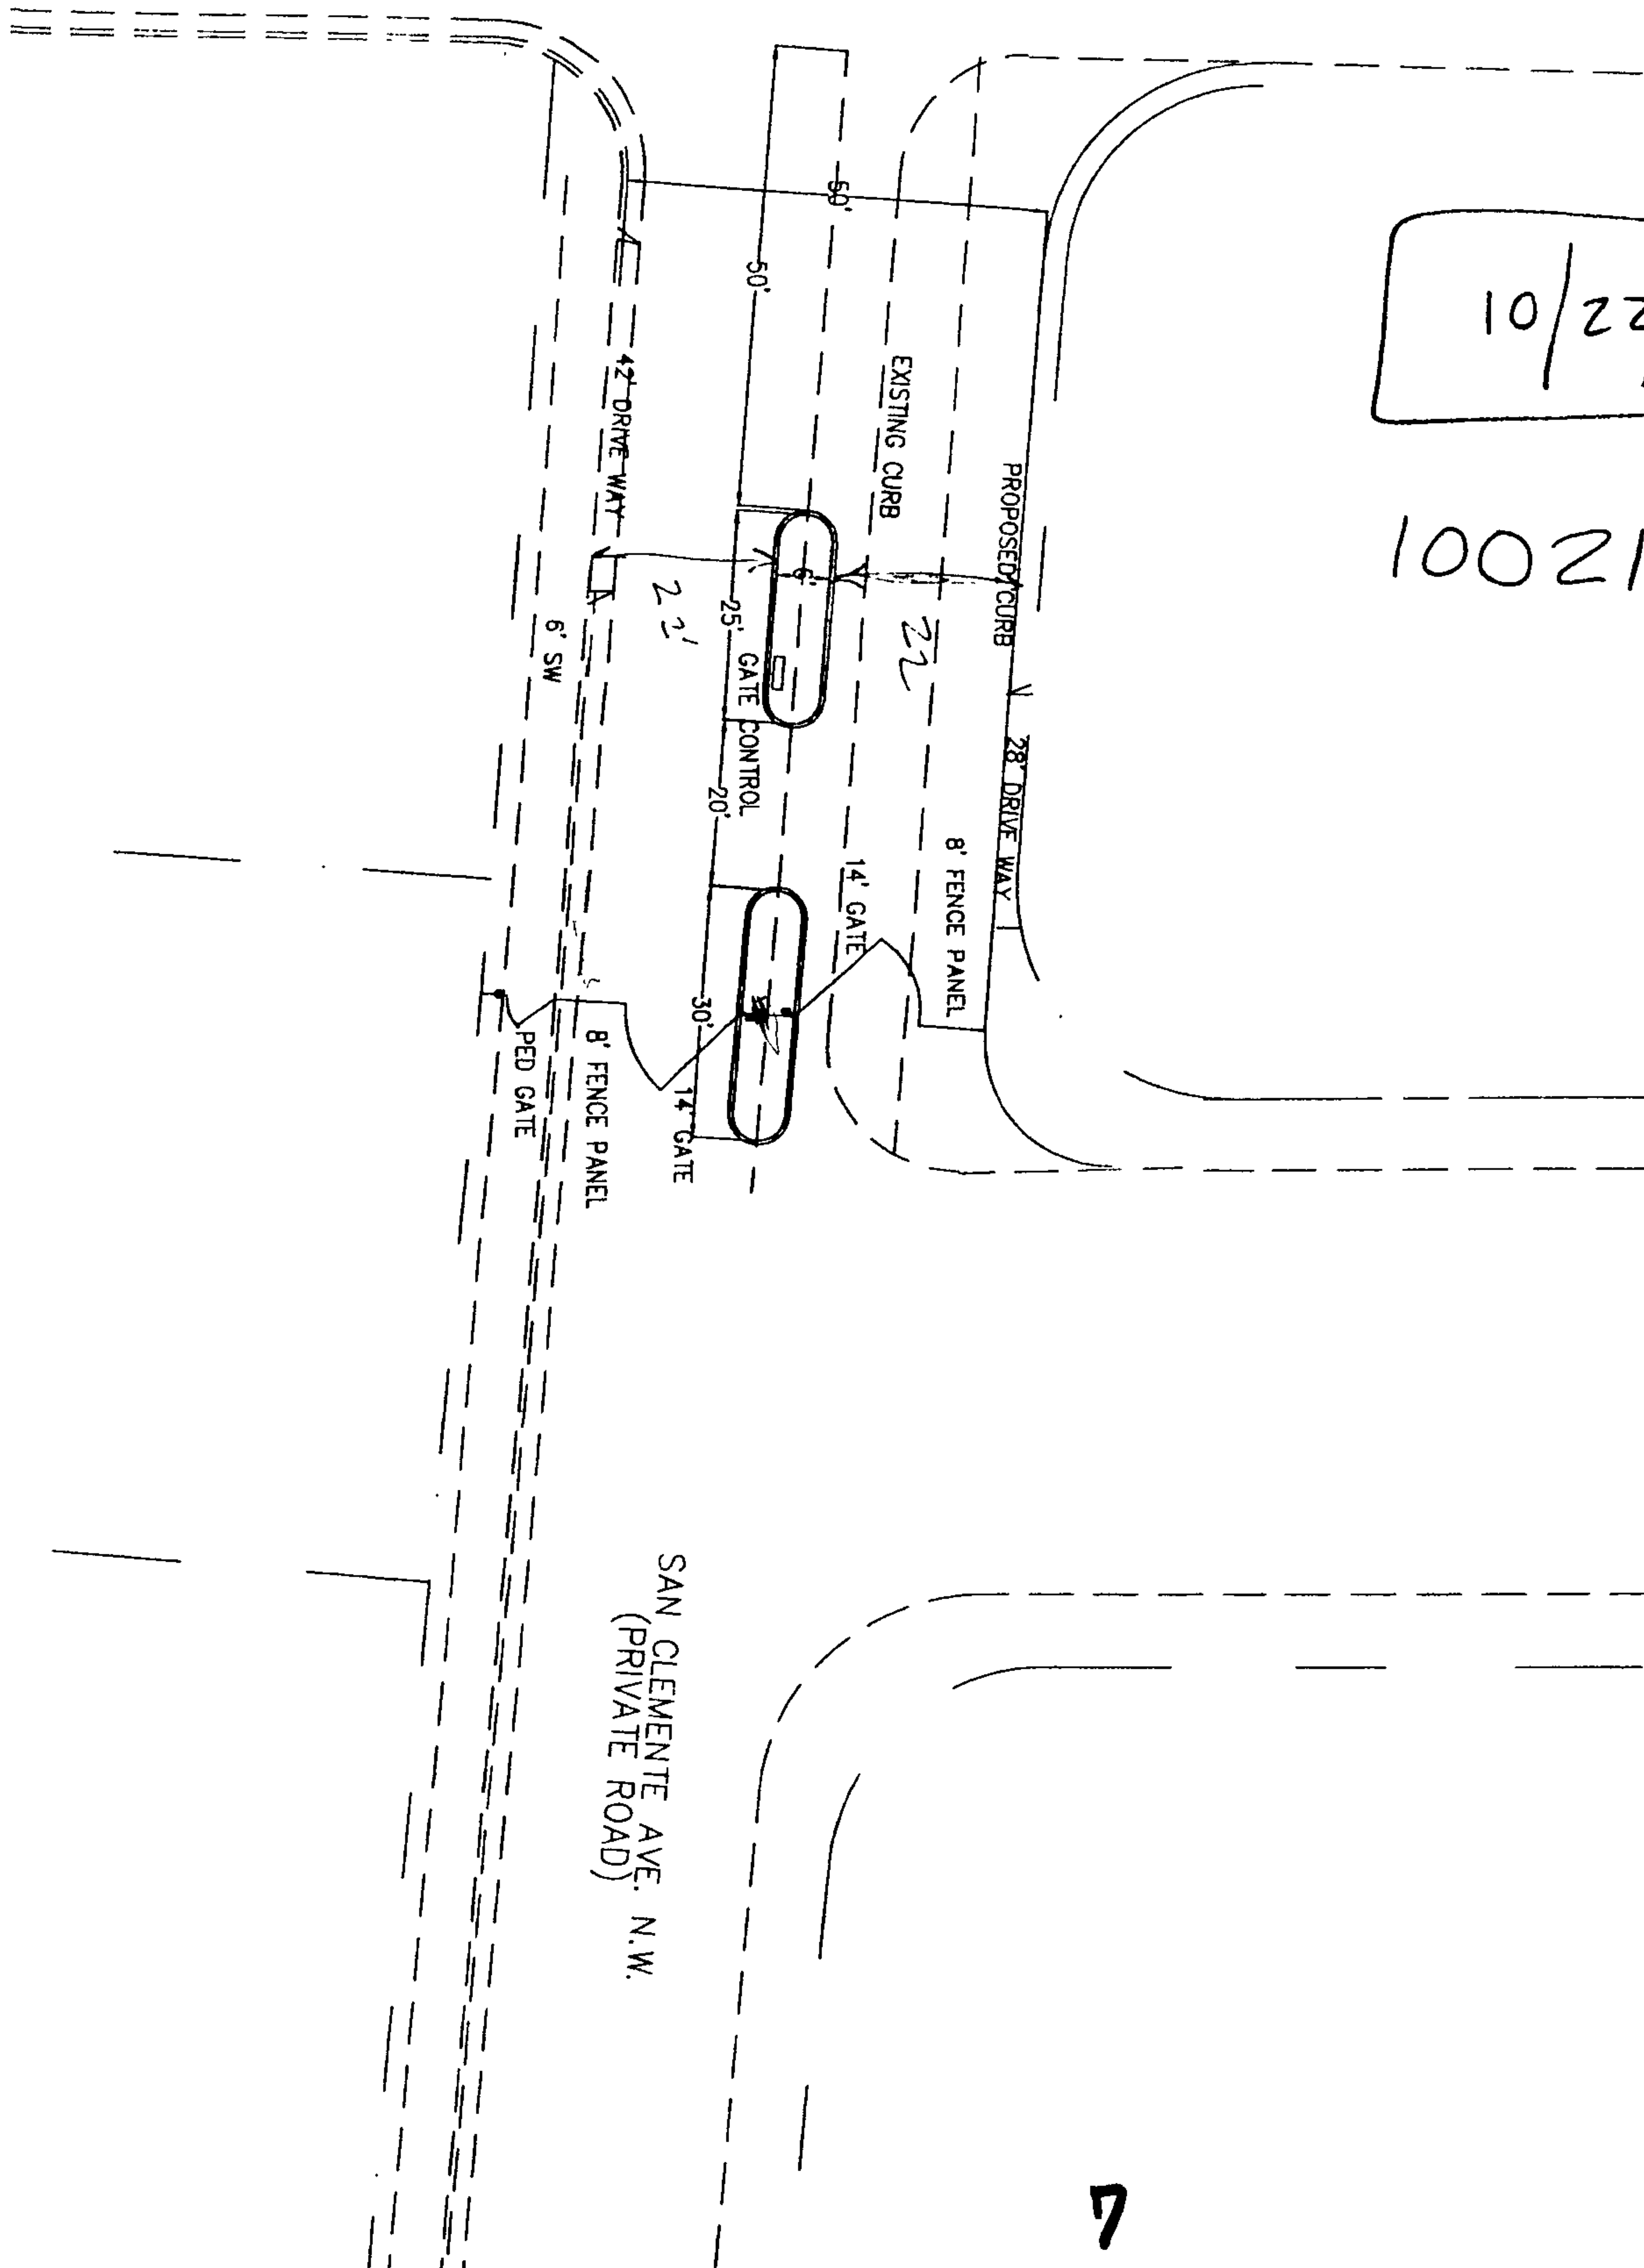 10/22
10021
50'
50'
EXISTING CURB
PROPOSED CURB
42' DRIVE WAY
6'
22'
22
25'
6' SW
GATE CONTROL
28' DRIVE WAY
20'
8' FENCE PANEL
14' GATE
30'
PED GATE
8' FENCE PANEL
14' GATE
SAN CLEMENTE AVE. N.W.
(PRIVATE ROAD)
7